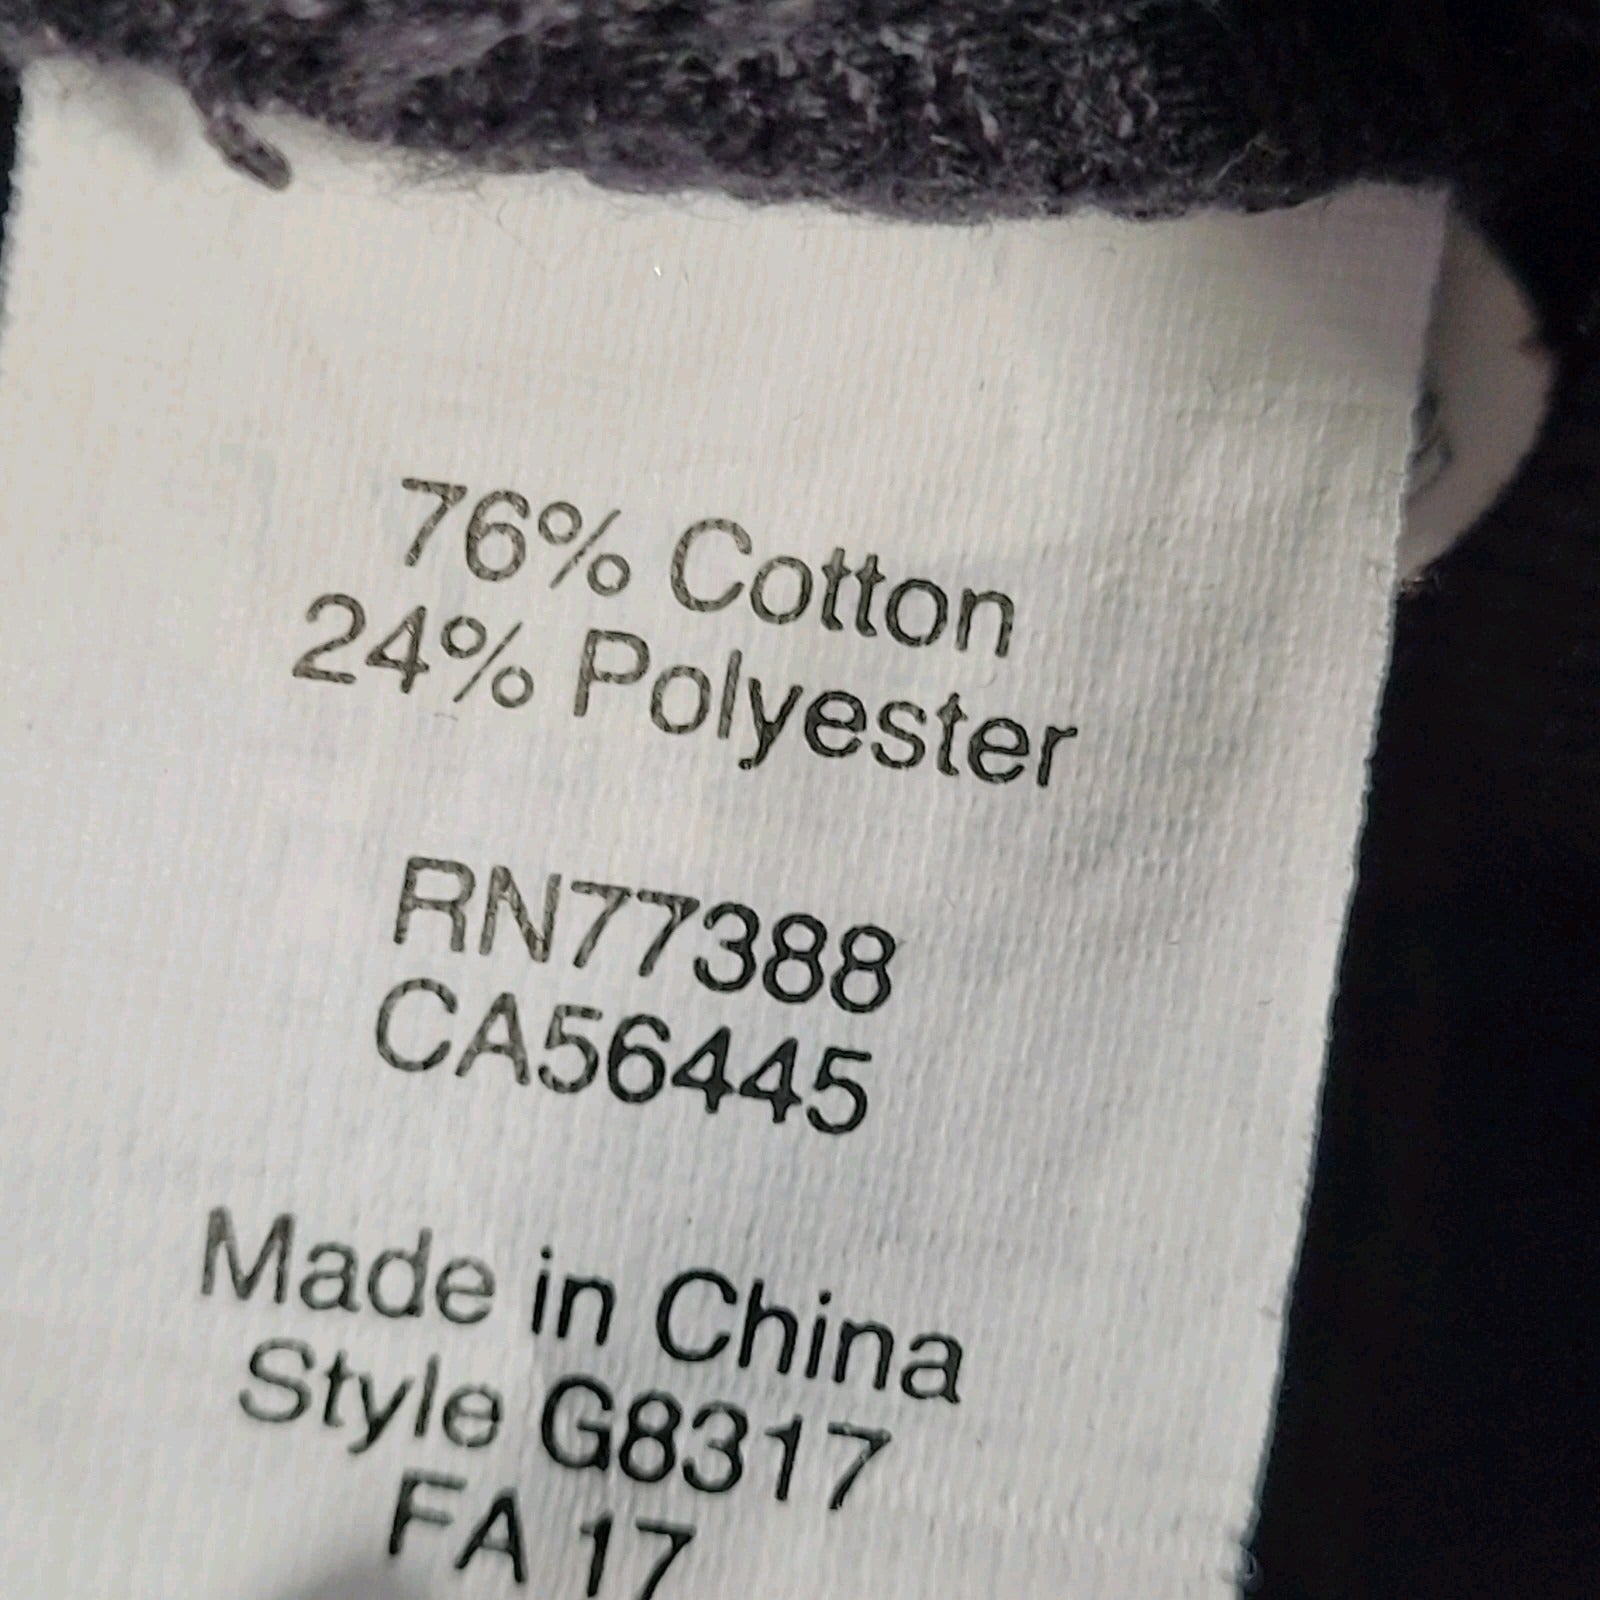 76% Cotton
24% Polyester
RN77388
CA56445
Made in China
Style G8317
FA 17